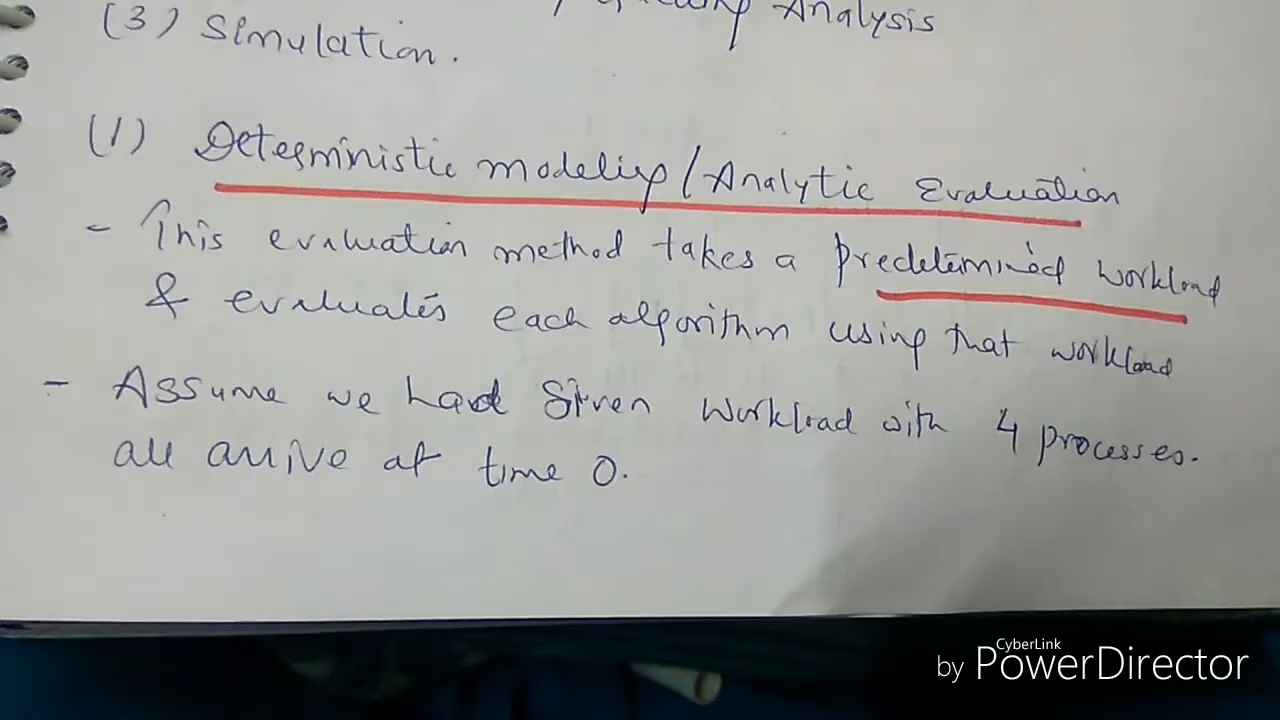 Analysis
(3) Simulation.
(1) Deterministic modeling/Analytic Evaluation
- This evaluation method takes a predetermined workload
& evaluates each algorithm using that workload
- Assume we had given workload with 4 processes.
all arrive at time 0.
CyberLink
by PowerDirector